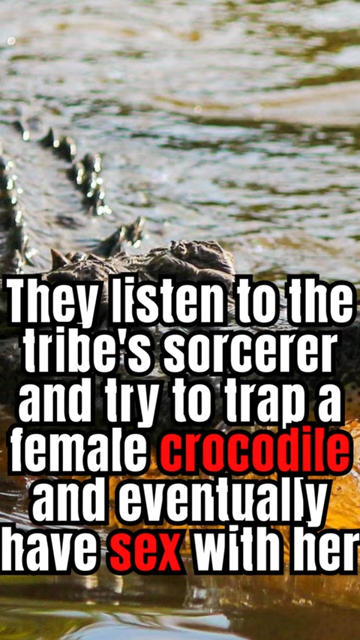 They listen to the
tribe's sorcerer
and try to trap a
female crocodile
and eventually
have sex with her